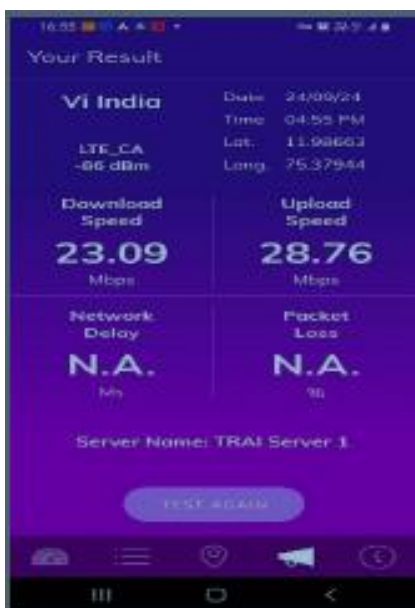 16:55
Your Result
Vi India
Date 24/09/24
Time 04:55 PM
LTE_CA
Lat. 11.98663
-86 dBm
Long. 75.37944
Download Speed
Upload Speed
23.09
28.76
Mbps
Mbps
Network Delay
Packet Loss
N.A.
N.A.
Ms
%
Server Name: TRAI Server 1
TEST AGAIN